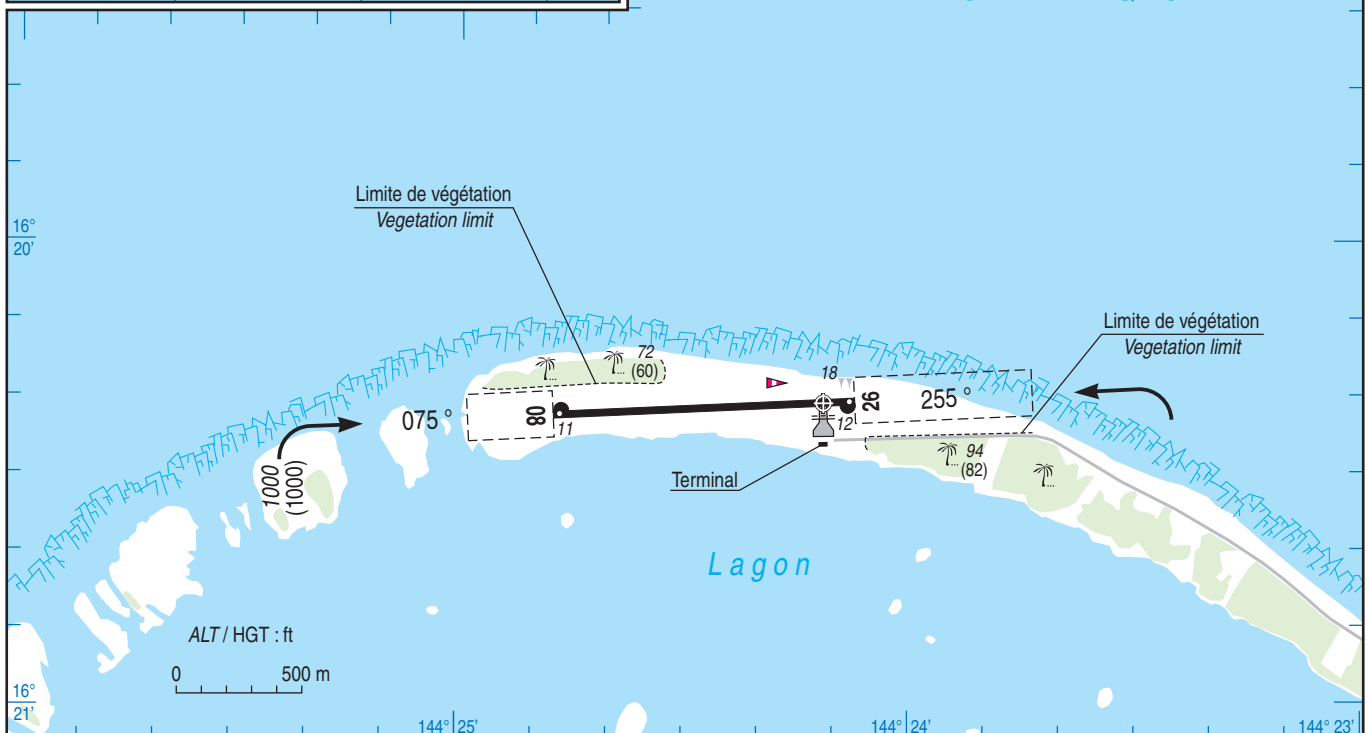 Limite de végétation
Vegetation limit
16°
20'
Limite de végétation
Vegetation limit
72
(60)
18
075 °
08
11
26
255 °
12
94
(82)
1000
(1000)
Terminal
Lagon
ALT / HGT : ft
0 500 m
16°
21'
144° 25'
144° 24'
144° 23'